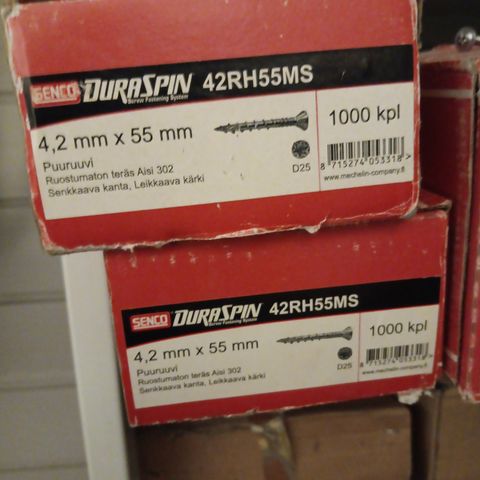 SENCO DURASPIN 42RH55MS
Screw Fastening System
4,2 mm x 55 mm
1000 kpl
Puuruuvi
Ruostumaton teräs Aisi 302
Senkkaava kanta, Leikkaava kärki
D25
8 715274 053318 >
www.mechelin-company.fi
SENCO DURASPIN 42RH55MS
Screw Fastening System
4,2 mm x 55 mm
1000 kpl
Puuruuvi
Ruostumaton teräs Aisi 302
Senkkaava kanta, Leikkaava kärki
D25
8 715274 053318 >
www.mechelin-company.fi